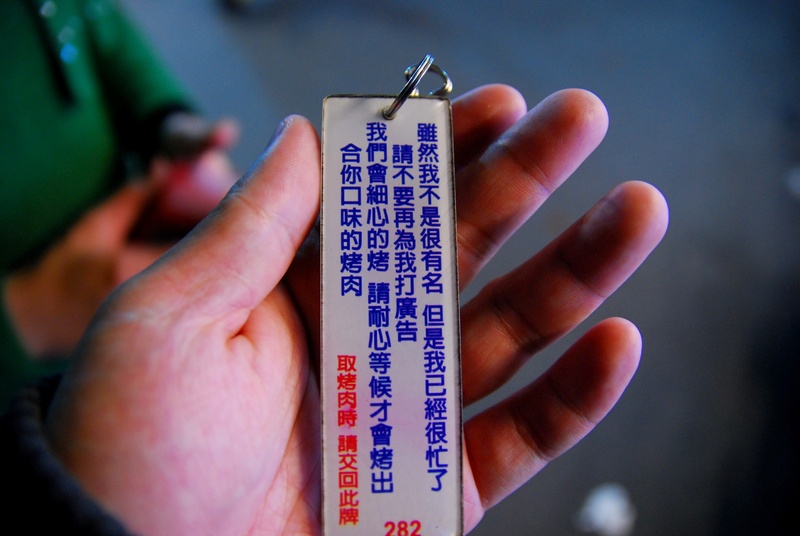 雖然我不是很有名 但是我已經很忙了
請不要再為我打廣告
我們會細心的烤 請耐心等候才會烤出
合你口味的烤肉
取烤肉時 請交回此牌
282